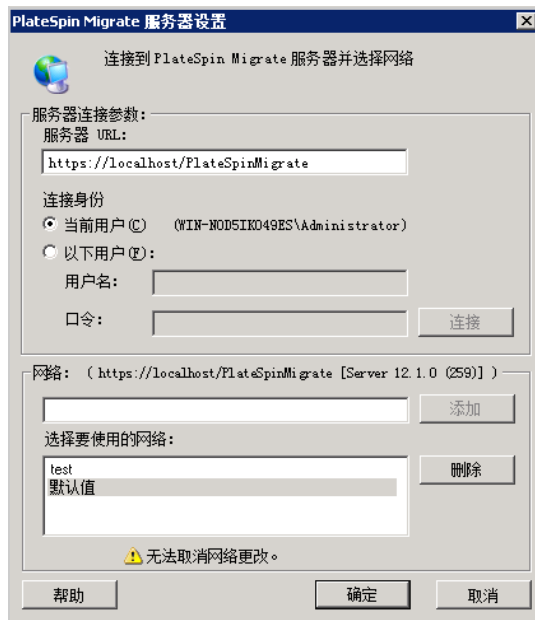 PlateSpin Migrate 服务器设置
连接到 PlateSpin Migrate 服务器并选择网络
服务器连接参数:
服务器 URL:
https://localhost/PlateSpinMigrate
连接身份
当前用户(C) (WIN-NOD5IKO49ES\Administrator)
以下用户(F):
用户名:
口令:
连接
网络: ( https://localhost/PlateSpinMigrate [Server 12.1.0 (259)] )
添加
选择要使用的网络:
test
默认值
删除
无法取消网络更改。
帮助
确定
取消